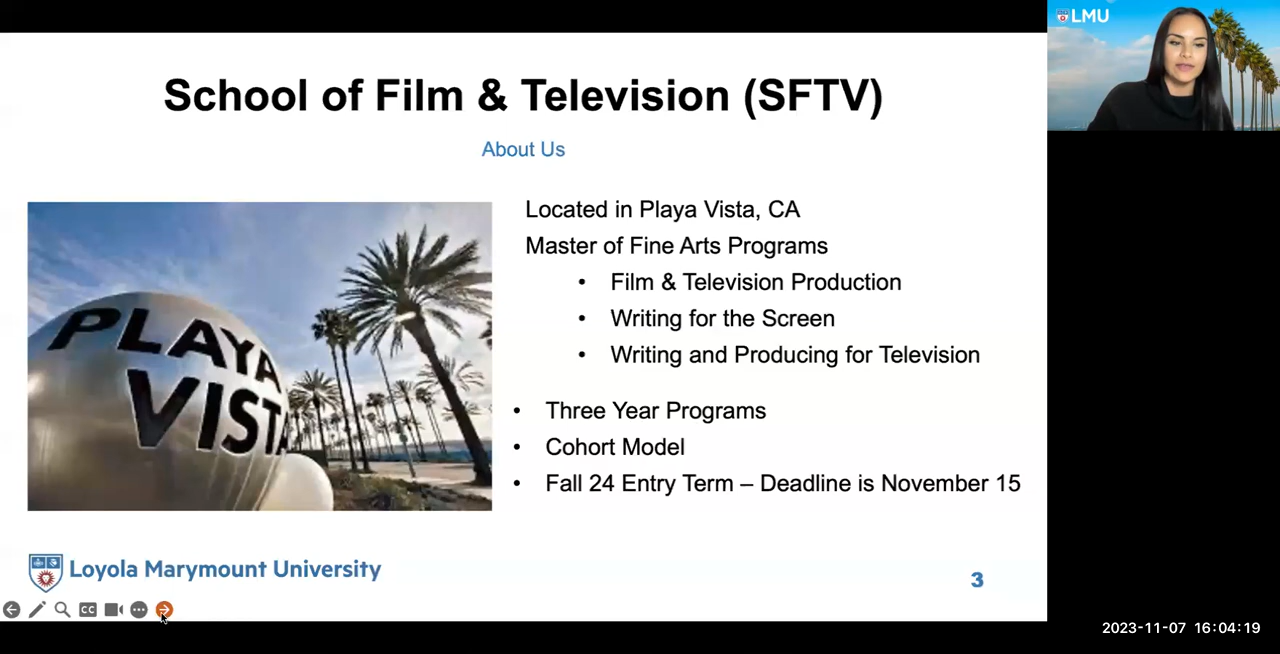 School of Film & Television (SFTV)
About Us
PLAYA
VISTA
Located in Playa Vista, CA
Master of Fine Arts Programs
• Film & Television Production
• Writing for the Screen
• Writing and Producing for Television
• Three Year Programs
• Cohort Model
• Fall 24 Entry Term – Deadline is November 15
Loyola Marymount University
3
CC
LMU
2023-11-07 16:04:19